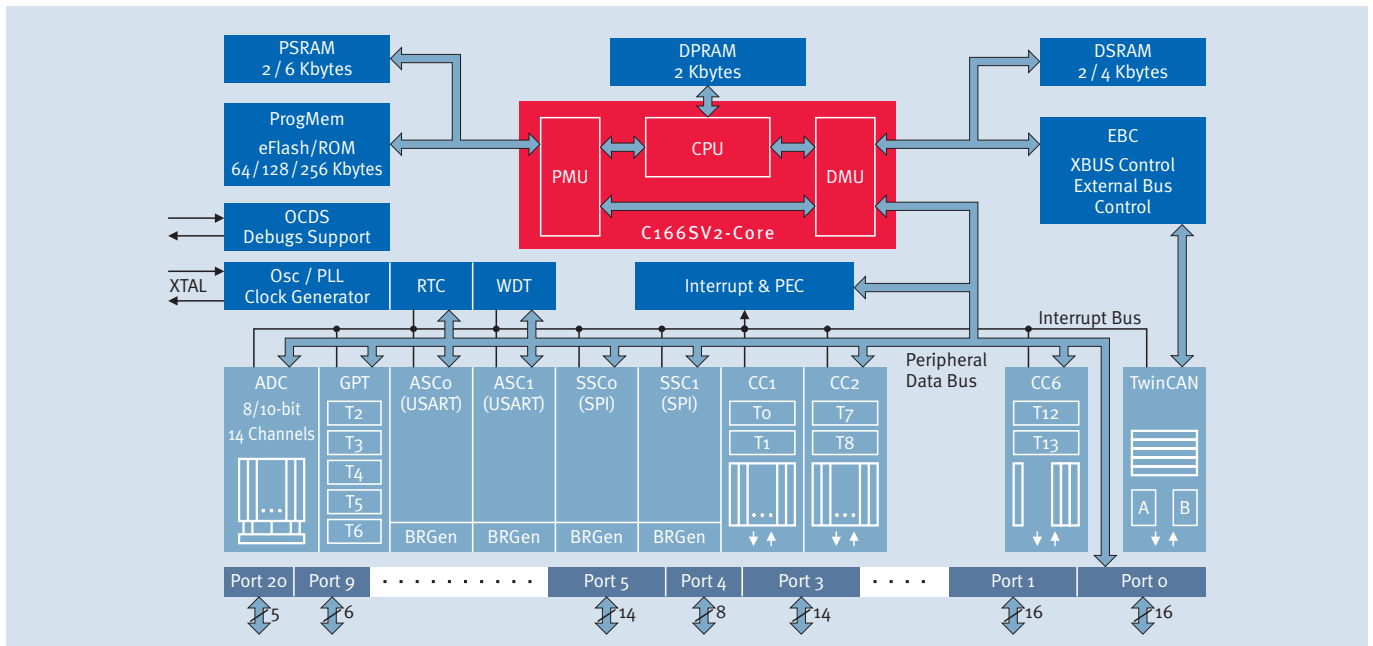 PSRAM
2 / 6 Kbytes
DPRAM
2 Kbytes
DSRAM
2 / 4 Kbytes
ProgMem
eFlash/ROM
64 / 128 / 256 Kbytes
PMU
CPU
DMU
C166SV2-Core
EBC
XBUS Control
External Bus
Control
OCDS
Debugs Support
XTAL
Osc / PLL
Clock Generator
RTC
WDT
Interrupt & PEC
Interrupt Bus
Peripheral
Data Bus
ADC
8/10-bit
14 Channels
GPT
T2
T3
T4
T5
T6
ASC0
(USART)
BRGen
ASC1
(USART)
BRGen
SSC0
(SPI)
BRGen
SSC1
(SPI)
BRGen
CC1
T0
T1
CC2
T7
T8
CC6
T12
T13
TwinCAN
A
B
Port 20
Port 9
Port 5
Port 4
Port 3
Port 1
Port 0
5
6
14
8
14
16
16